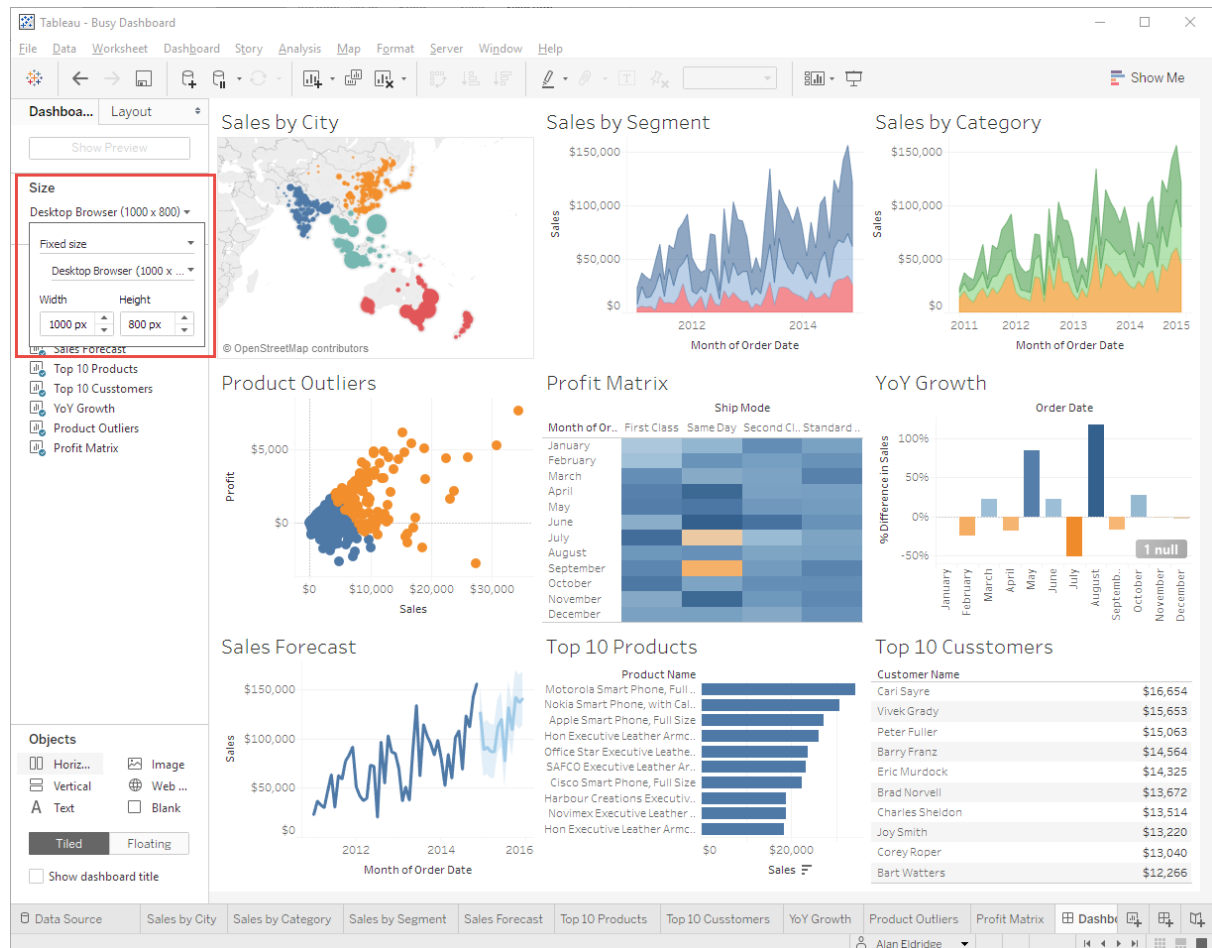 Tableau - Busy Dashboard
File Data Worksheet Dashboard Story Analysis Map Format Server Window Help
Show Me
Dashboa... Layout
Show Preview
Size
Desktop Browser (1000 x 800)
Fixed size
Desktop Browser (1000 x ...
Width Height
1000 px 800 px
Sales Forecast
Top 10 Products
Top 10 Cusstomers
YoY Growth
Product Outliers
Profit Matrix
Objects
Horiz... Image
Vertical Web ...
A Text Blank
Tiled Floating
Show dashboard title
Sales by City
© OpenStreetMap contributors
Sales by Segment
$150,000
$100,000
$50,000
$0
Sales
2012 2014
Month of Order Date
Sales by Category
$150,000
$100,000
$50,000
$0
Sales
2011 2012 2013 2014 2015
Month of Order Date
Product Outliers
$5,000
$0
Profit
$0 $10,000 $20,000 $30,000
Sales
Profit Matrix
Ship Mode
Month of Or.. First Class Same Day Second Cl.. Standard ..
January
February
March
April
May
June
July
August
September
October
November
December
YoY Growth
Order Date
100%
50%
0%
-50%
% Difference in Sales
1 null
January February March April May June July August Septemb.. October November December
Sales Forecast
$150,000
$100,000
$50,000
$0
Sales
2012 2014 2016
Month of Order Date
Top 10 Products
Product Name
Motorola Smart Phone, Full ..
Nokia Smart Phone, with Cal..
Apple Smart Phone, Full Size
Hon Executive Leather Armc..
Office Star Executive Leathe..
SAFCO Executive Leather Ar..
Cisco Smart Phone, Full Size
Harbour Creations Executiv..
Novimex Executive Leather ..
Hon Executive Leather Armc..
$0 $20,000
Sales
Top 10 Cusstomers
Customer Name
Cari Sayre $16,654
Vivek Grady $15,653
Peter Fuller $15,063
Barry Franz $14,564
Eric Murdock $14,325
Brad Norvell $13,672
Charles Sheldon $13,514
Joy Smith $13,220
Corey Roper $13,040
Bart Watters $12,266
Data Source Sales by City Sales by Category Sales by Segment Sales Forecast Top 10 Products Top 10 Cusstomers YoY Growth Product Outliers Profit Matrix Dashbo
Alan Eldridge